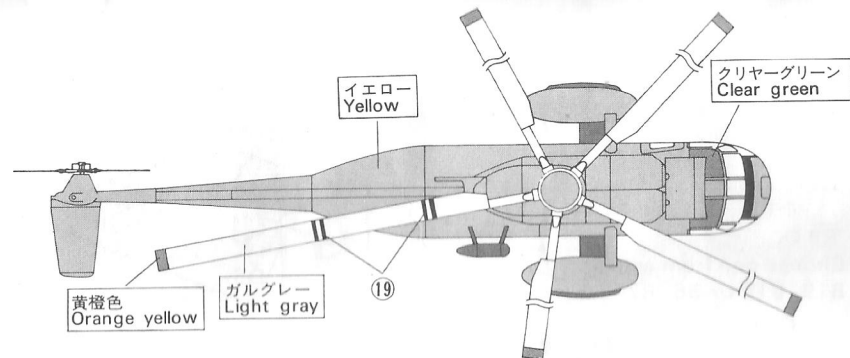 イエロー
Yellow
クリヤーグリーン
Clear green
黄橙色
Orange yellow
ガルグレー
Light gray
⑲